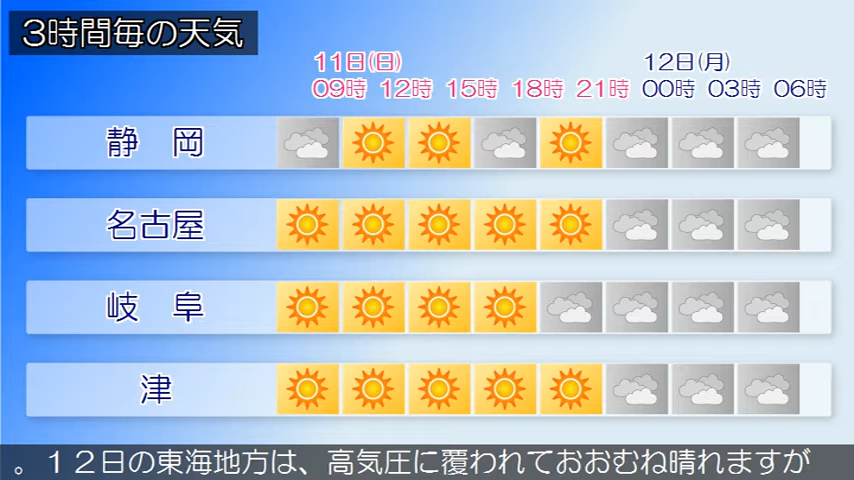 3時間毎の天気
11日(日) 12日(月)
09時 12時 15時 18時 21時 00時 03時 06時
静 岡
名古屋
岐 阜
津
。１２日の東海地方は、高気圧に覆われておおむね晴れますが